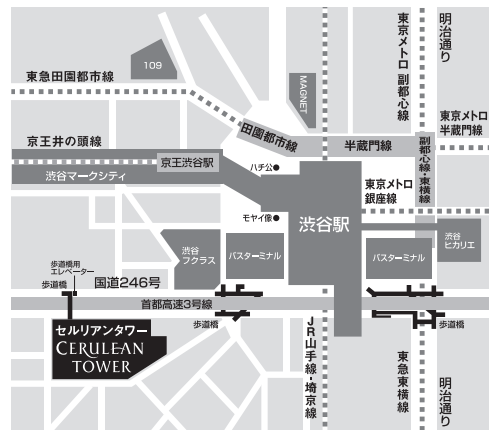 東京メトロ 副都心線
明治通り
109
東急田園都市線
MAGNET
東京メトロ
半蔵門線
田園都市線
半蔵門線
京王井の頭線
京王渋谷駅
ハチ公●
副都心線・東横線
渋谷マークシティ
東京メトロ
銀座線
モヤイ像●
渋谷駅
渋谷
フクラス
バスターミナル
バスターミナル
渋谷
ヒカリエ
歩道橋用
エレベーター
歩道橋
国道246号
首都高速3号線
歩道橋
歩道橋
セルリアンタワー
CERULEAN
TOWER
JR山手線・埼京線
東急東横線
明治通り